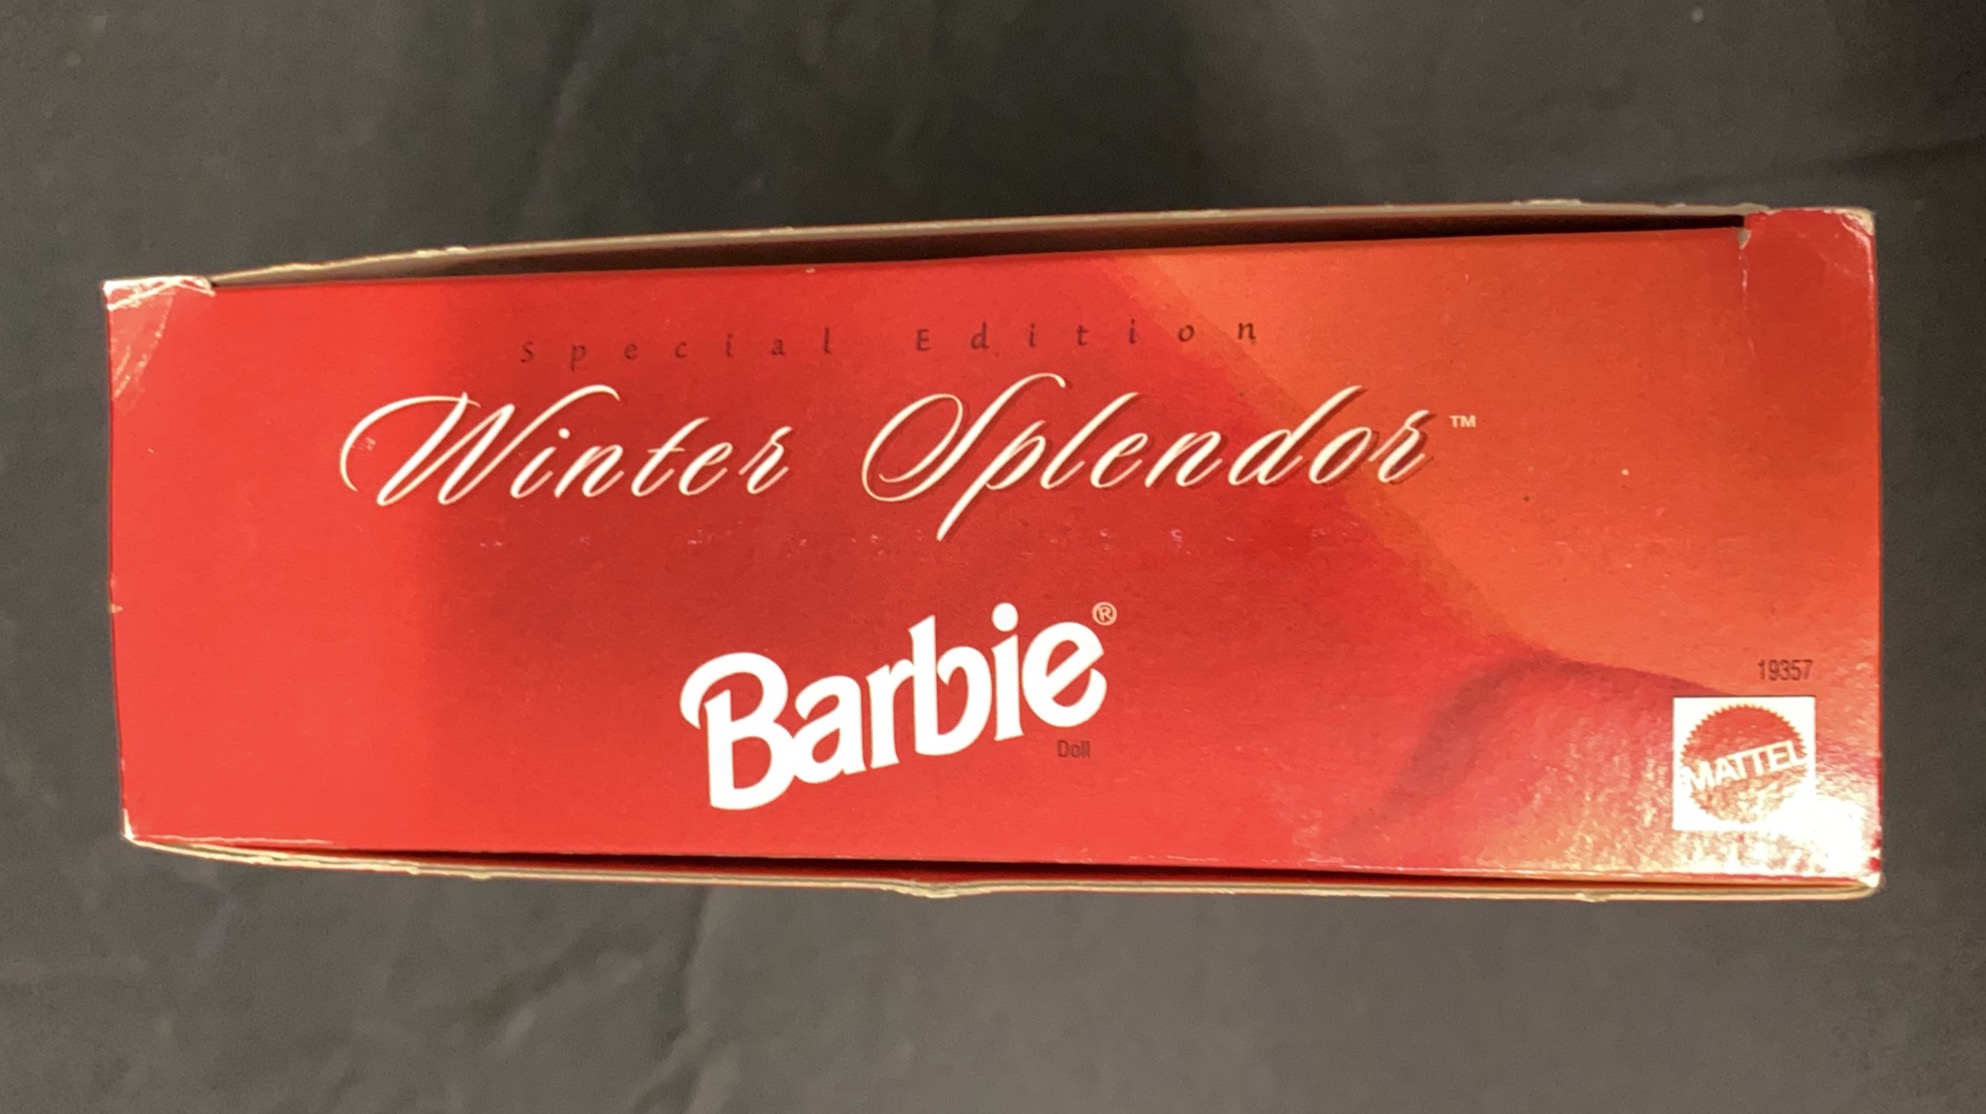 Special Edition
Winter Splendor™
Barbie®
Doll
19357
MATTEL